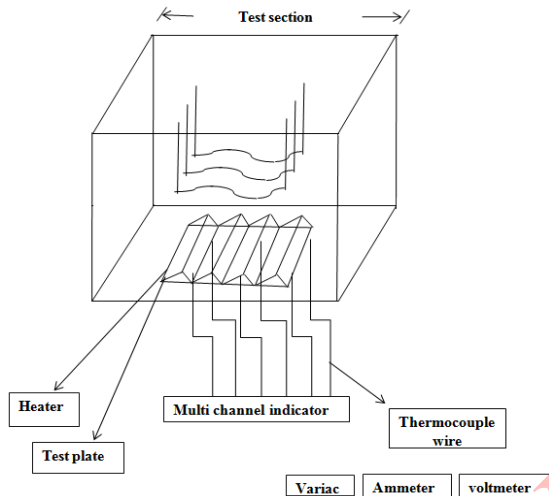 Test section
Heater
Multi channel indicator
Thermocouple
wire
Test plate
Variac
Ammeter
voltmeter